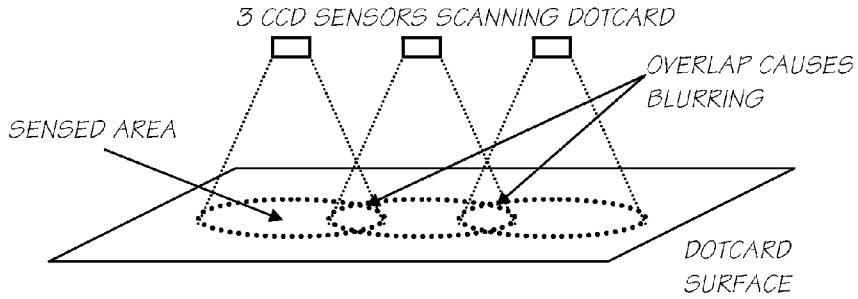 3 CCD SENSORS SCANNING DOTCARD
OVERLAP CAUSES
BLURRING
SENSED AREA
DOTCARD
SURFACE